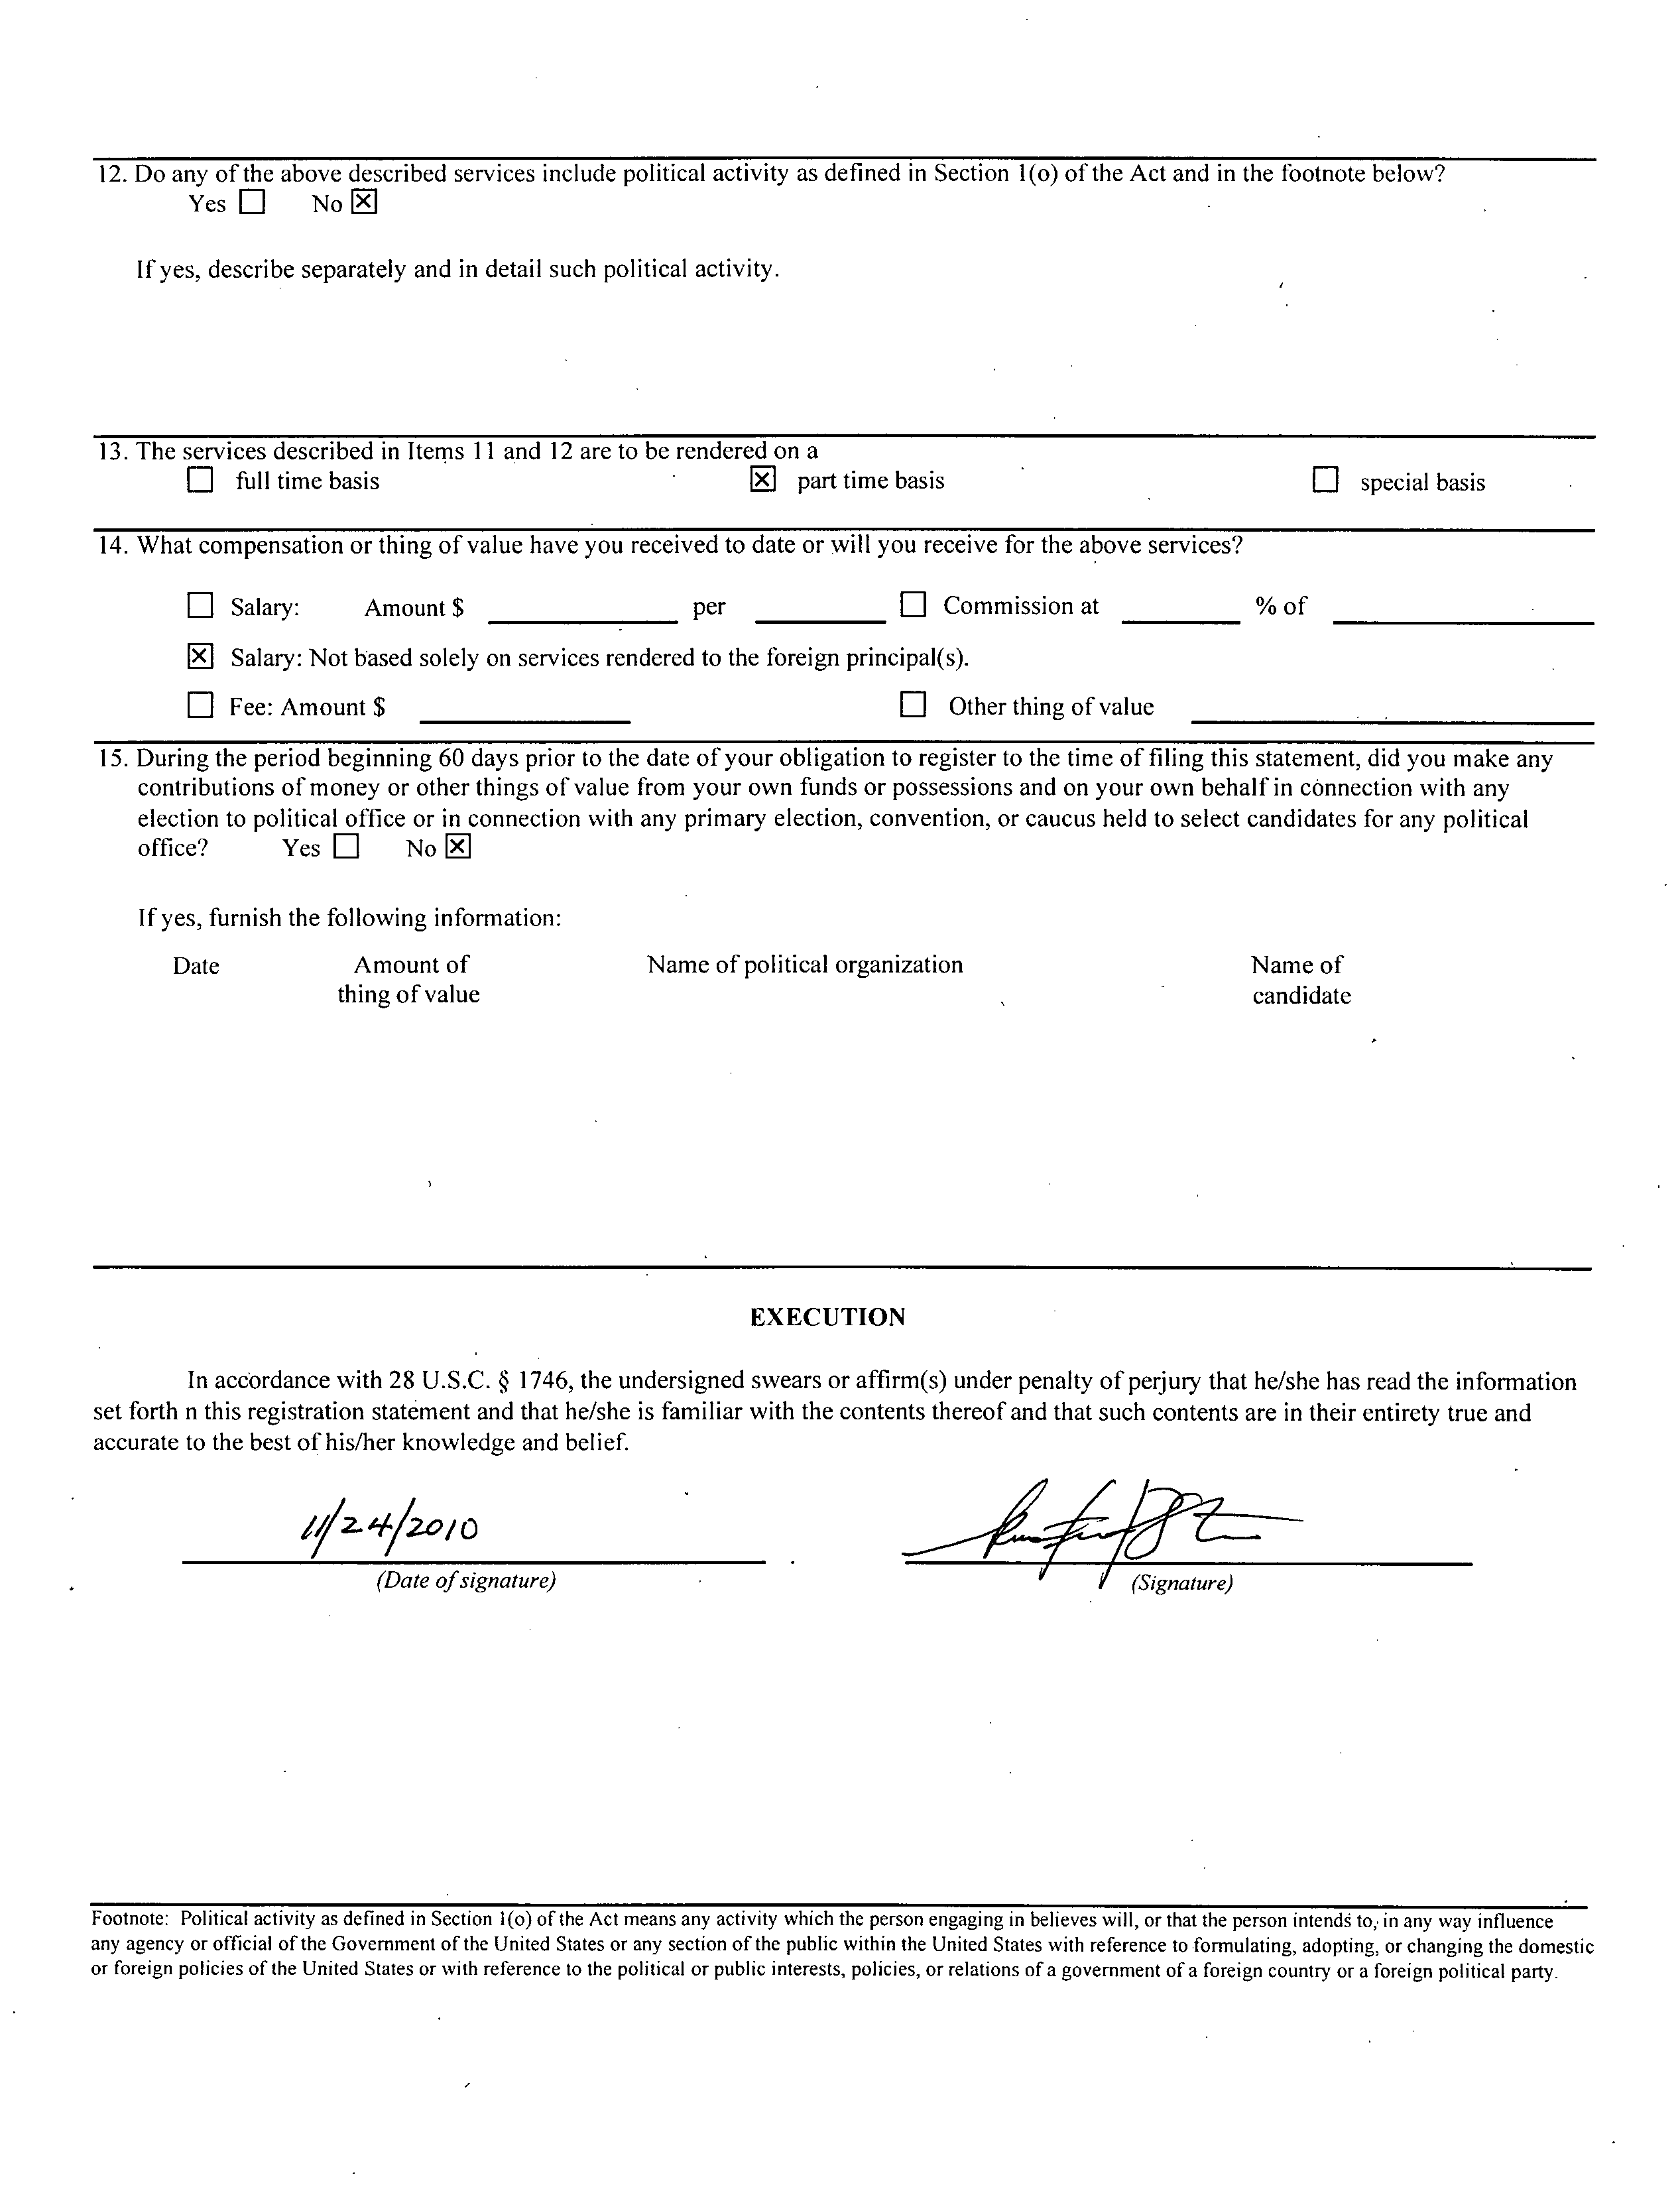 12. Do any of the above described services include political activity as defined in Section 1(o) of the Act and in the footnote below?
Yes ☐ No ☒
If yes, describe separately and in detail such political activity.
13. The services described in Items 11 and 12 are to be rendered on a
☐ full time basis ☒ part time basis ☐ special basis
14. What compensation or thing of value have you received to date or will you receive for the above services?
☐ Salary: Amount $ per ☐ Commission at % of
☒ Salary: Not based solely on services rendered to the foreign principal(s).
☐ Fee: Amount $ ☐ Other thing of value
15. During the period beginning 60 days prior to the date of your obligation to register to the time of filing this statement, did you make any
contributions of money or other things of value from your own funds or possessions and on your own behalf in connection with any
election to political office or in connection with any primary election, convention, or caucus held to select candidates for any political
office? Yes ☐ No ☒
If yes, furnish the following information:
Date Amount of Name of political organization Name of
thing of value candidate
EXECUTION
In accordance with 28 U.S.C. § 1746, the undersigned swears or affirm(s) under penalty of perjury that he/she has read the information
set forth n this registration statement and that he/she is familiar with the contents thereof and that such contents are in their entirety true and
accurate to the best of his/her knowledge and belief.
11/24/2010
(Date of signature) (Signature)
Footnote: Political activity as defined in Section 1(o) of the Act means any activity which the person engaging in believes will, or that the person intends to, in any way influence
any agency or official of the Government of the United States or any section of the public within the United States with reference to formulating, adopting, or changing the domestic
or foreign policies of the United States or with reference to the political or public interests, policies, or relations of a government of a foreign country or a foreign political party.